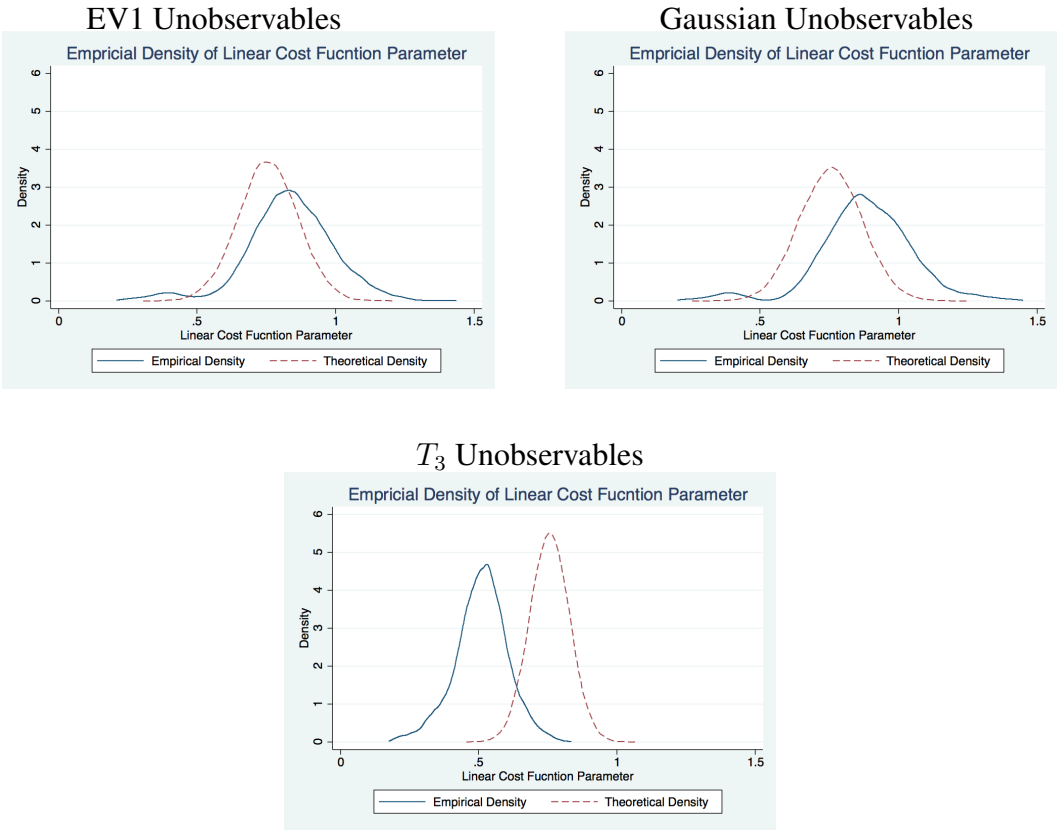 EV1 Unobservables
Empricial Density of Linear Cost Fucntion Parameter
6
5
4
3
2
1
0
Density
0 .5 1 1.5
Linear Cost Fucntion Parameter
Empirical Density Theoretical Density
Gaussian Unobservables
Empricial Density of Linear Cost Fucntion Parameter
6
5
4
3
2
1
0
Density
0 .5 1 1.5
Linear Cost Fucntion Parameter
Empirical Density Theoretical Density
T3 Unobservables
Empricial Density of Linear Cost Fucntion Parameter
6
5
4
3
2
1
0
Density
0 .5 1 1.5
Linear Cost Fucntion Parameter
Empirical Density Theoretical Density